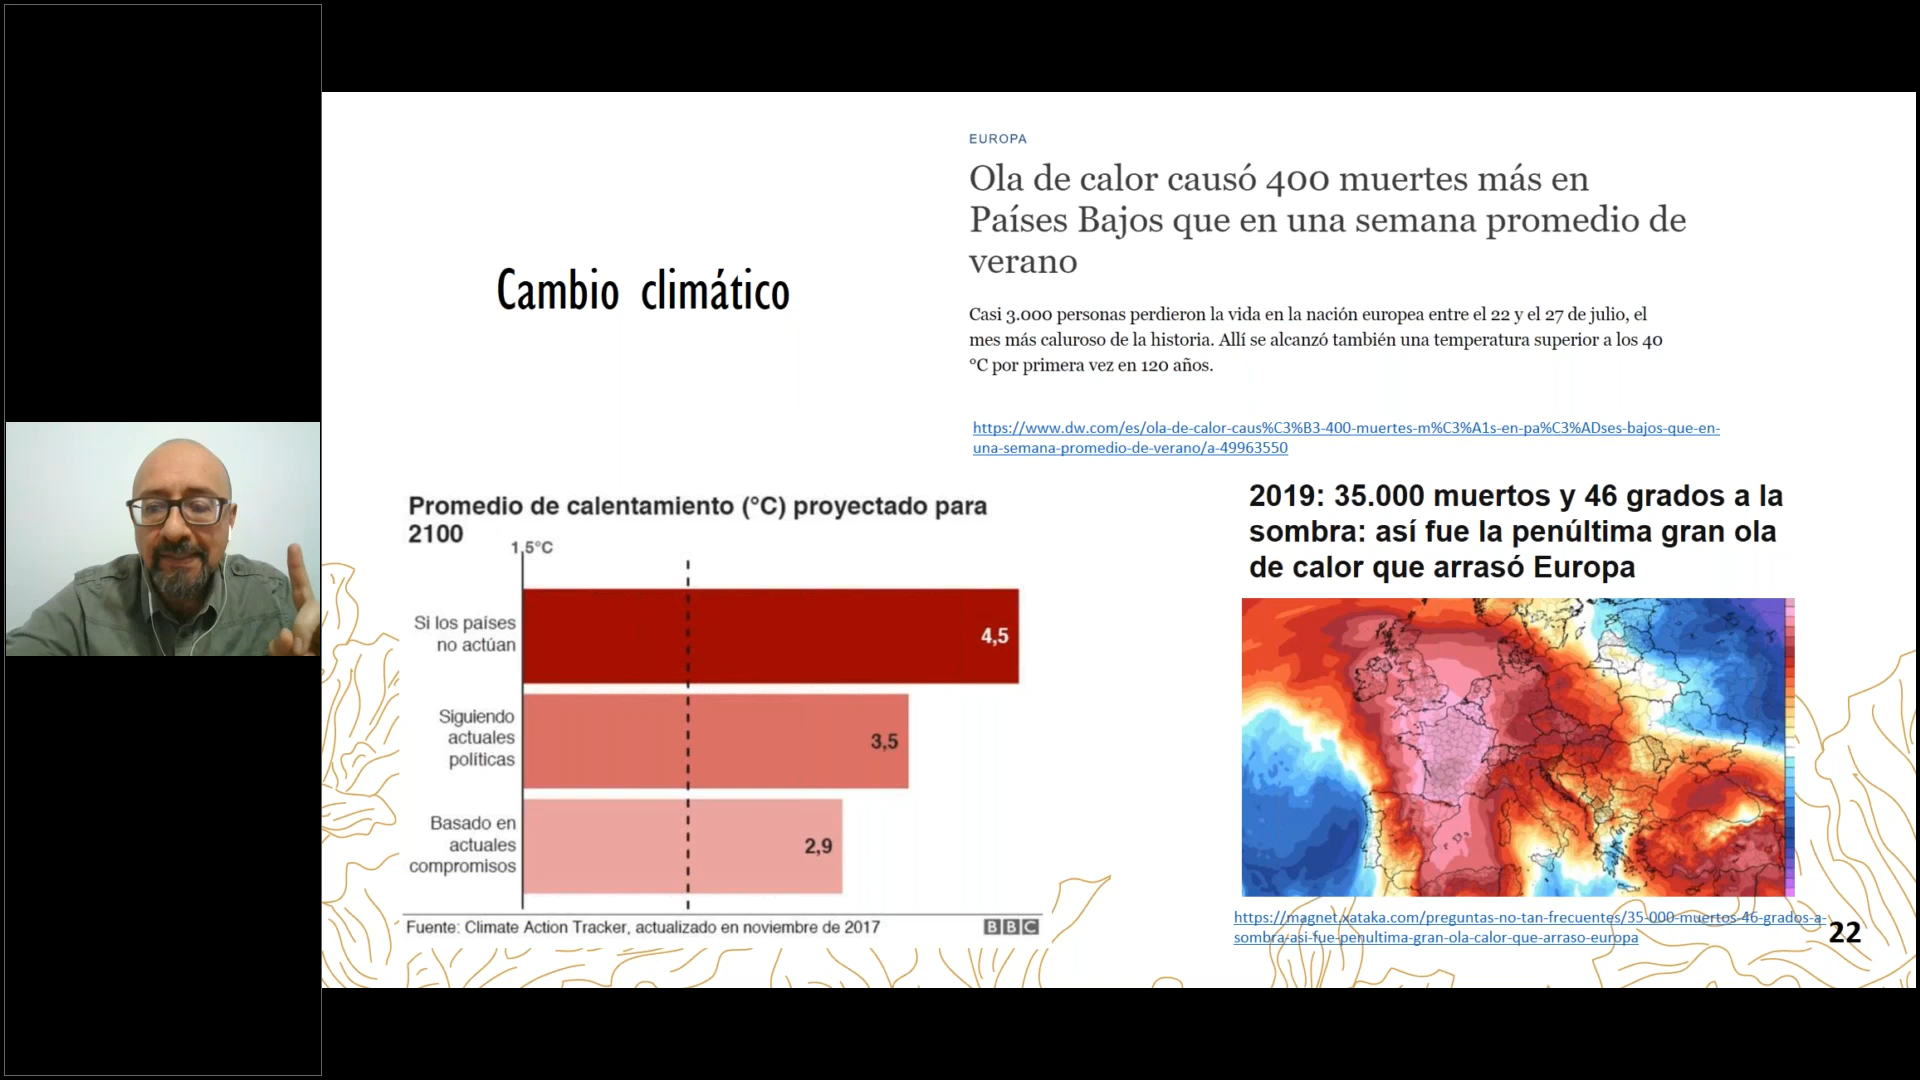 EUROPA
Ola de calor causó 400 muertes más en
Países Bajos que en una semana promedio de
verano
Cambio climático
Casi 3.000 personas perdieron la vida en la nación europea entre el 22 y el 27 de julio, el
mes más caluroso de la historia. Allí se alcanzó también una temperatura superior a los 40
°C por primera vez en 120 años.
https://www.dw.com/es/ola-de-calor-caus%C3%B3-400-muertes-m%C3%A1s-en-pa%C3%ADses-bajos-que-en-
una-semana-promedio-de-verano/a-49963550
Promedio de calentamiento (°C) proyectado para
2100
1,5°C
Si los países
no actúan
4,5
Siguiendo
actuales
políticas
3,5
Basado en
actuales
compromisos
2,9
Fuente: Climate Action Tracker, actualizado en noviembre de 2017
BBC
2019: 35.000 muertos y 46 grados a la
sombra: así fue la penúltima gran ola
de calor que arrasó Europa
https://magnet.xataka.com/preguntas-no-tan-frecuentes/35-000-muertos-46-grados-a-
sombra-asi-fue-penultima-gran-ola-calor-que-arraso-europa
22